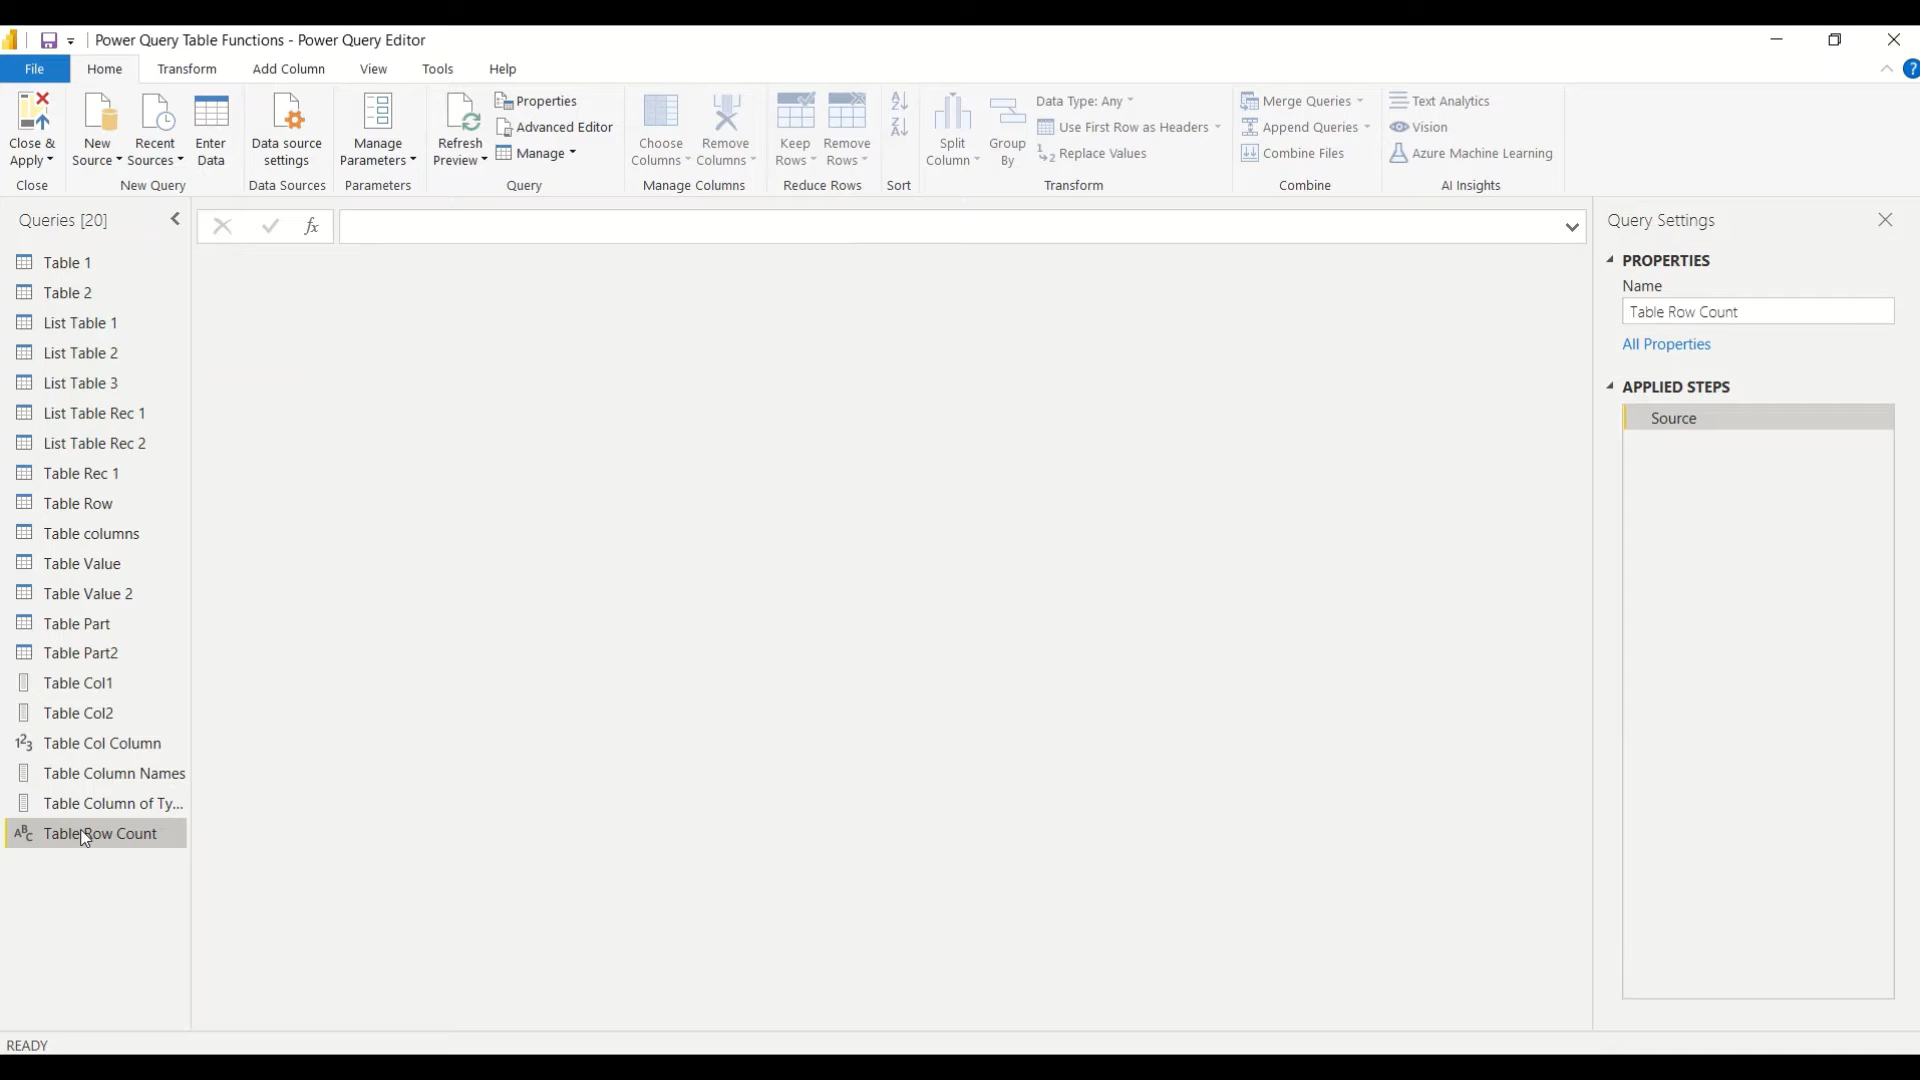 Power Query Table Functions - Power Query Editor
File
Home
Transform
Add Column
View
Tools
Help
Close &
Apply
Close
New
Source
Recent
Sources
Enter
Data
New Query
Data source
settings
Data Sources
Manage
Parameters
Parameters
Refresh
Preview
Properties
Advanced Editor
Manage
Query
Choose
Columns
Remove
Columns
Manage Columns
Keep
Rows
Remove
Rows
Reduce Rows
Sort
Split
Column
Group
By
Data Type: Any
Use First Row as Headers
Replace Values
Transform
Merge Queries
Append Queries
Combine Files
Combine
Text Analytics
Vision
Azure Machine Learning
AI Insights
Queries [20]
fx
Table 1
Table 2
List Table 1
List Table 2
List Table 3
List Table Rec 1
List Table Rec 2
Table Rec 1
Table Row
Table columns
Table Value
Table Value 2
Table Part
Table Part2
Table Col1
Table Col2
123 Table Col Column
Table Column Names
Table Column of Ty...
ABC Table Row Count
Query Settings
PROPERTIES
Name
Table Row Count
All Properties
APPLIED STEPS
Source
READY